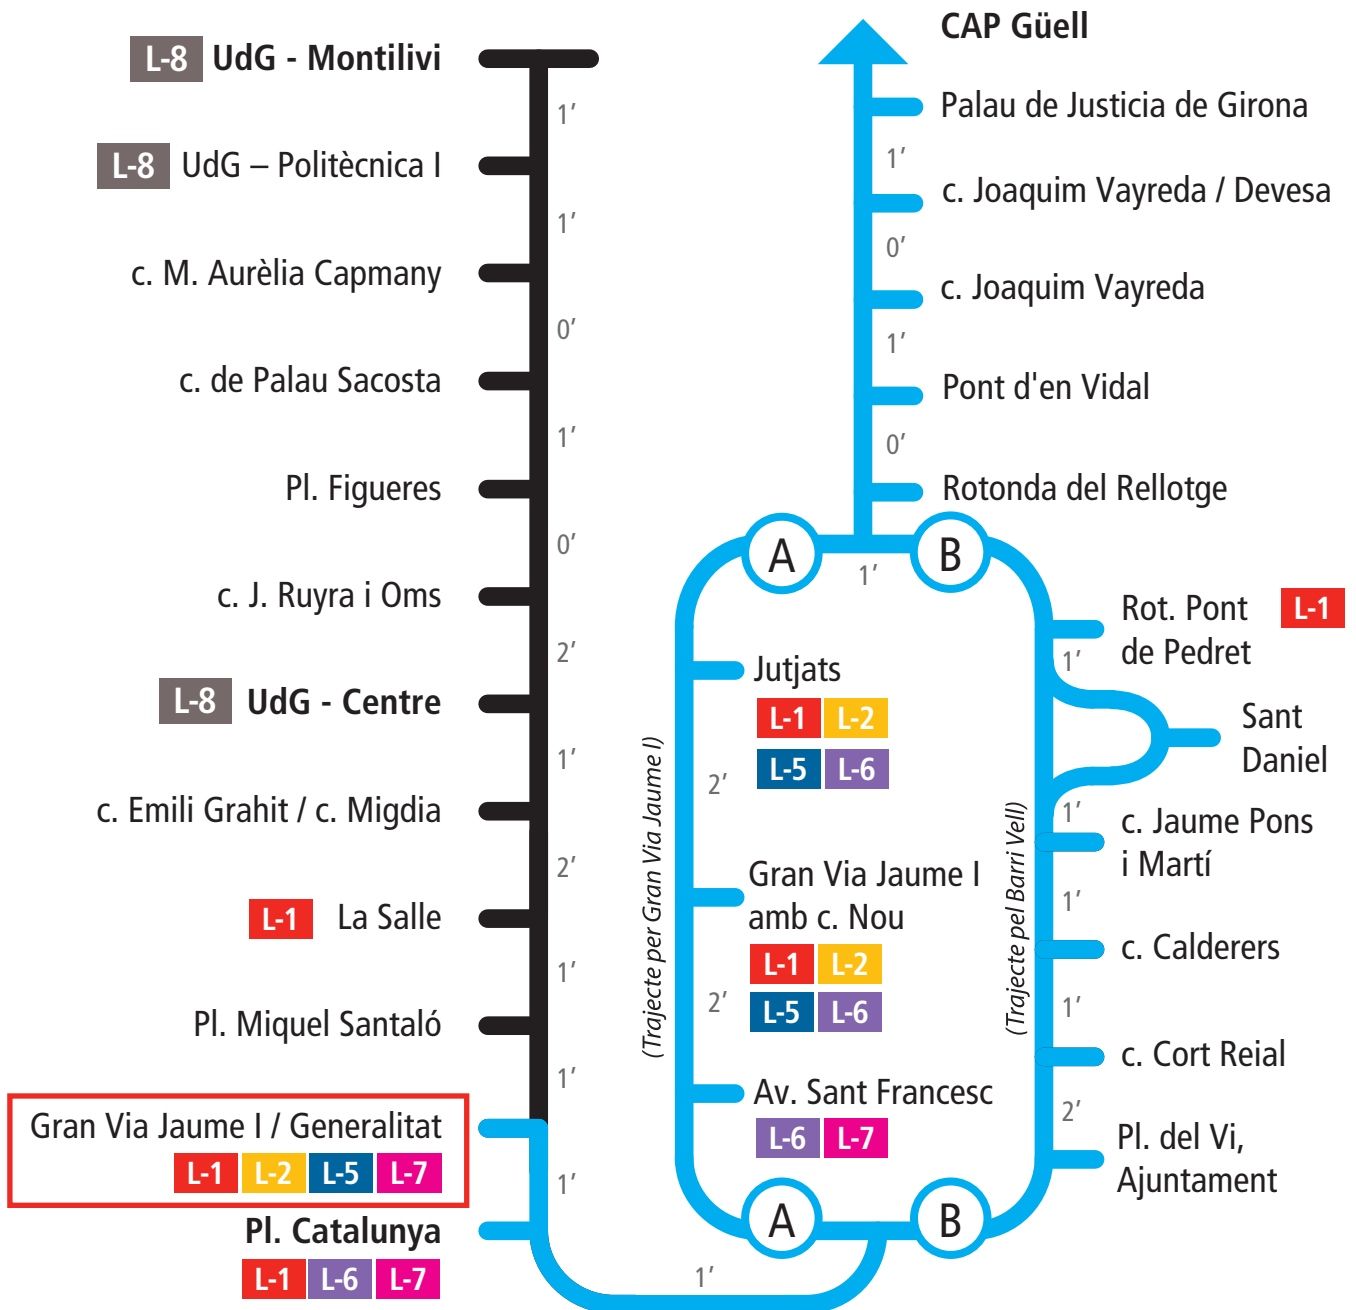 L-8 UdG - Montilivi
1’
L-8 UdG – Politècnica I
1’
c. M. Aurèlia Capmany
0’
c. de Palau Sacosta
1’
Pl. Figueres
0’
c. J. Ruyra i Oms
2’
L-8 UdG - Centre
1’
c. Emili Grahit / c. Migdia
2’
L-1 La Salle
1’
Pl. Miquel Santaló
1’
Gran Via Jaume I / Generalitat
L-1 L-2 L-5 L-7
1’
Pl. Catalunya
L-1 L-6 L-7
1’
CAP Güell
Palau de Justicia de Girona
1’
c. Joaquim Vayreda / Devesa
0’
c. Joaquim Vayreda
1’
Pont d'en Vidal
0’
Rotonda del Rellotge
A
1’
B
(Trajecte per Gran Via Jaume I)
Jutjats
L-1 L-2
L-5 L-6
2’
Gran Via Jaume I
amb c. Nou
L-1 L-2
L-5 L-6
2’
Av. Sant Francesc
L-6 L-7
A
B
(Trajecte pel Barri Vell)
Rot. Pont L-1
de Pedret
1’
Sant
Daniel
1’
c. Jaume Pons
i Martí
1’
c. Calderers
1’
c. Cort Reial
2’
Pl. del Vi,
Ajuntament